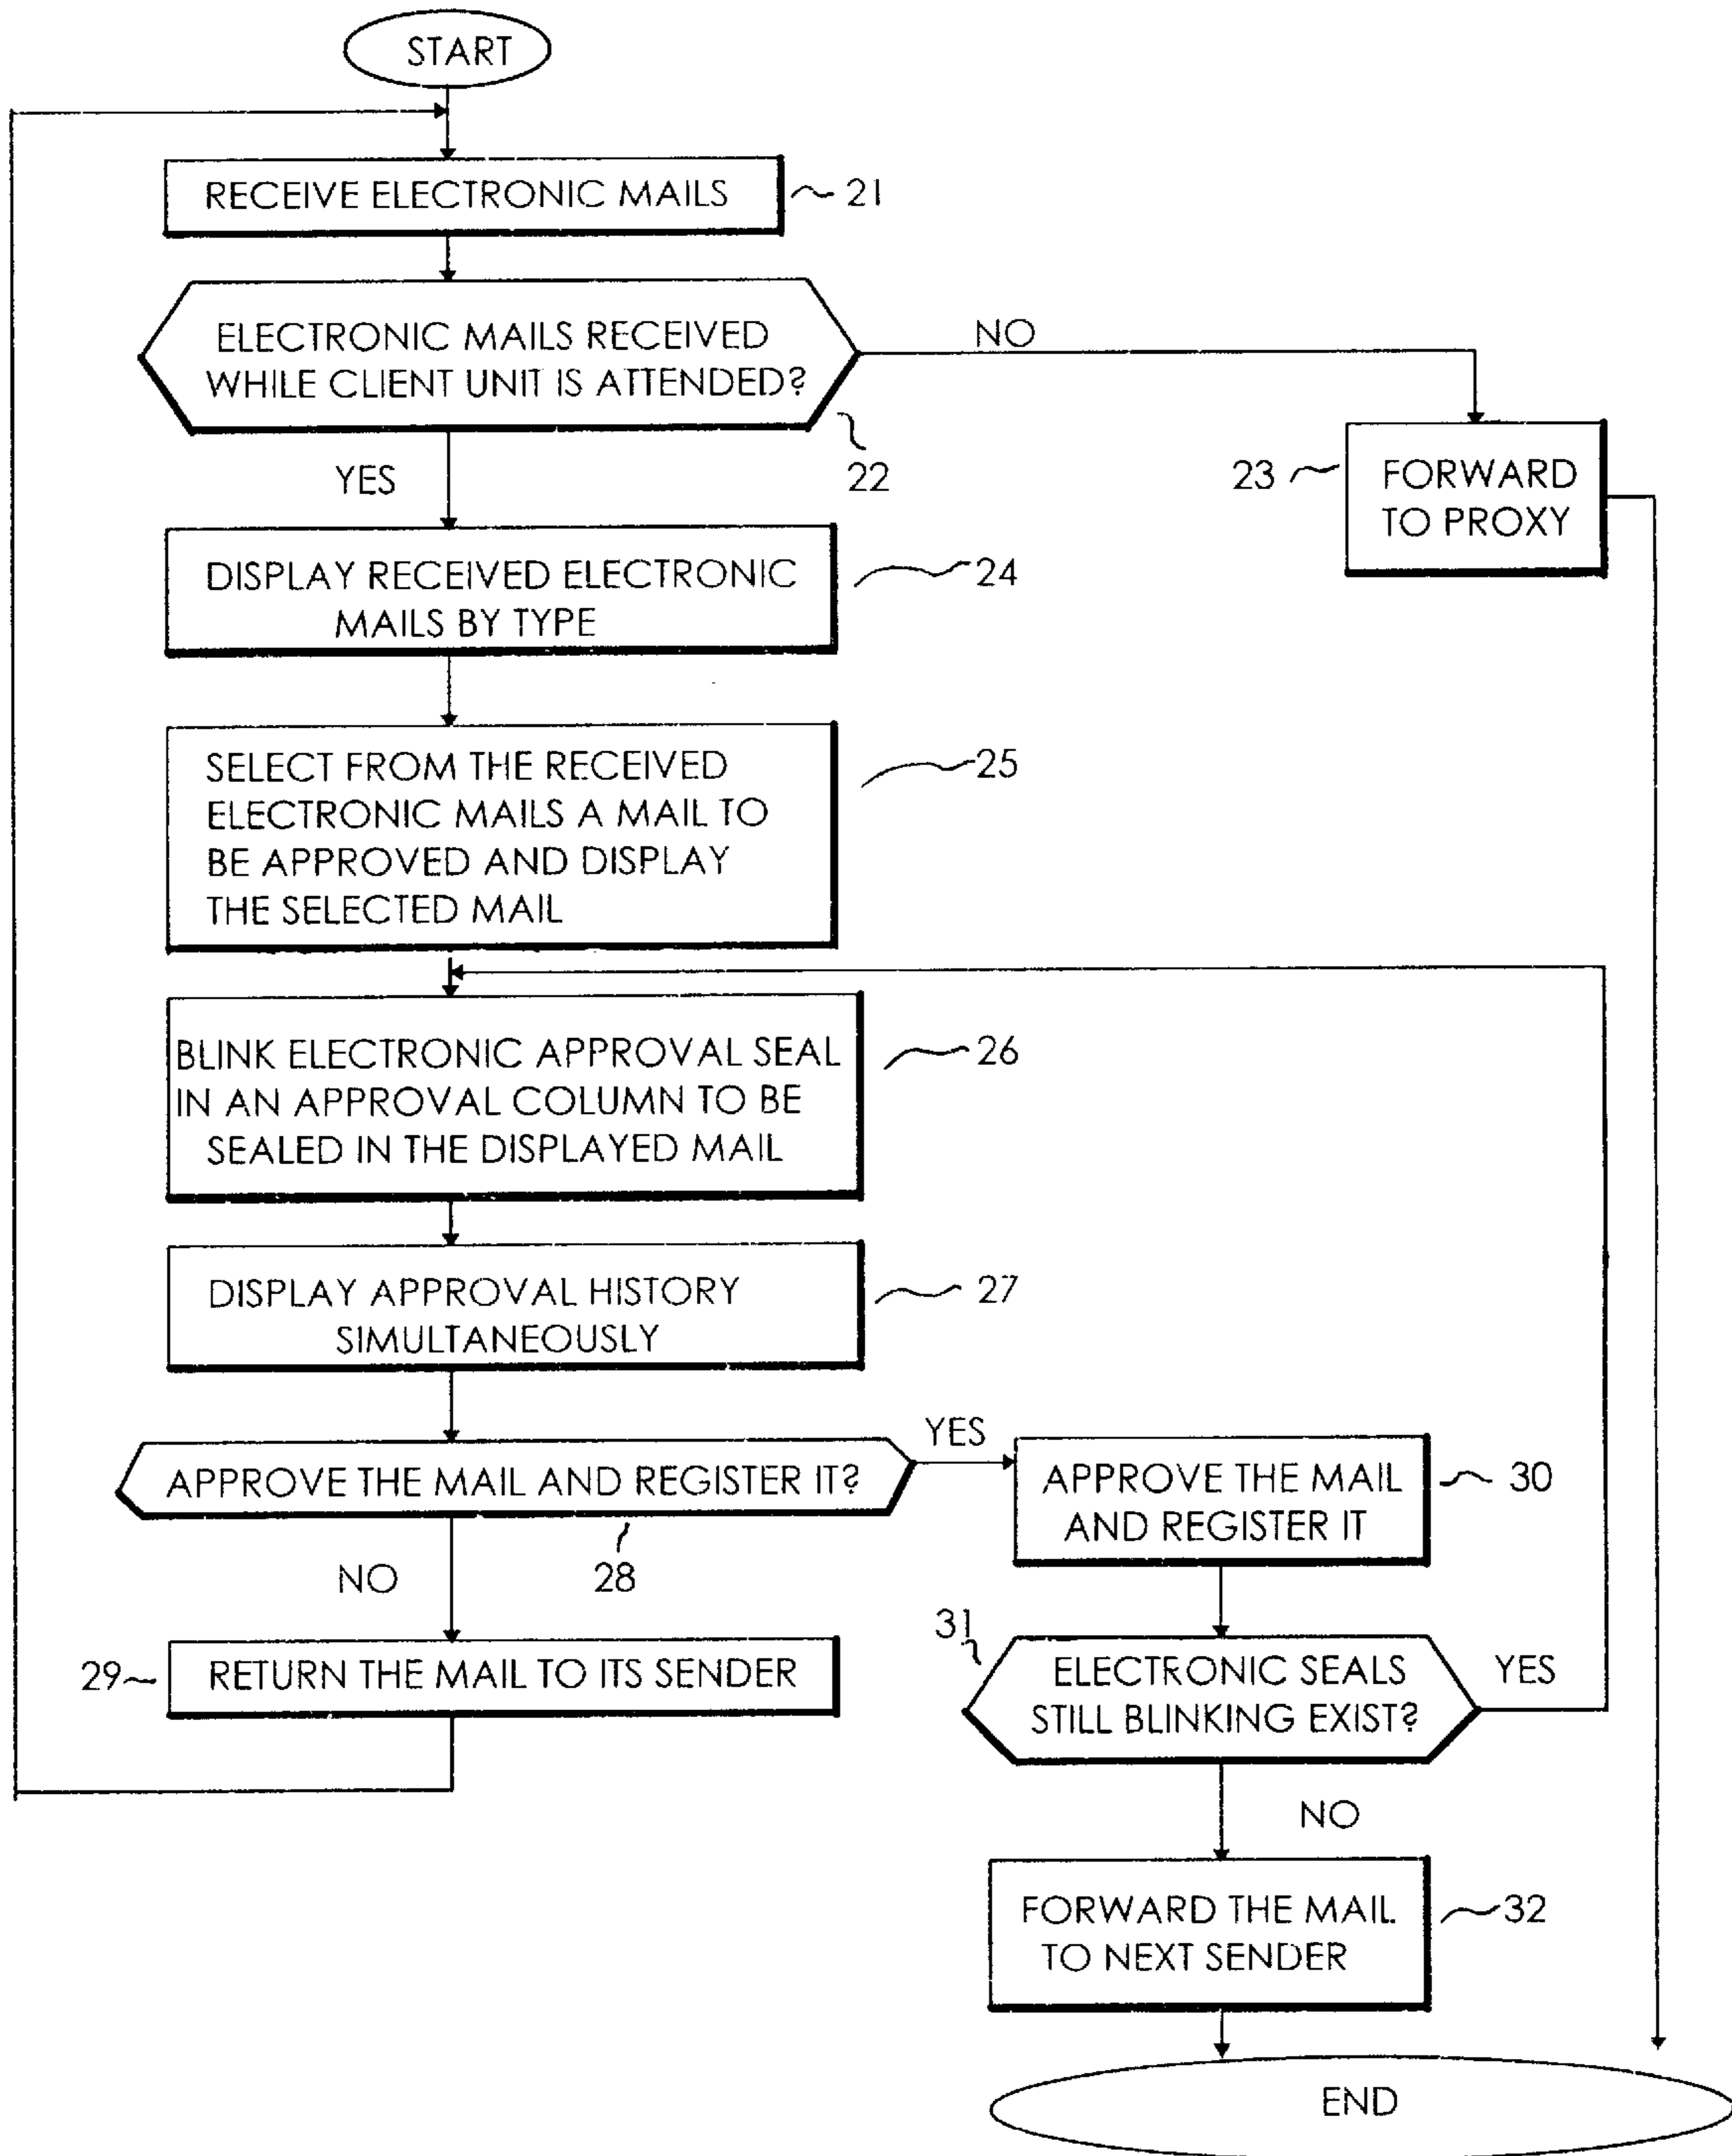 START
RECEIVE ELECTRONIC MAILS
21
ELECTRONIC MAILS RECEIVED
WHILE CLIENT UNIT IS ATTENDED?
22
NO
YES
23
FORWARD
TO PROXY
DISPLAY RECEIVED ELECTRONIC
MAILS BY TYPE
24
SELECT FROM THE RECEIVED
ELECTRONIC MAILS A MAIL TO
BE APPROVED AND DISPLAY
THE SELECTED MAIL
25
BLINK ELECTRONIC APPROVAL SEAL
IN AN APPROVAL COLUMN TO BE
SEALED IN THE DISPLAYED MAIL
26
DISPLAY APPROVAL HISTORY
SIMULTANEOUSLY
27
APPROVE THE MAIL AND REGISTER IT?
28
YES
NO
APPROVE THE MAIL
AND REGISTER IT
30
29
RETURN THE MAIL TO ITS SENDER
31
ELECTRONIC SEALS
STILL BLINKING EXIST?
YES
NO
FORWARD THE MAIL
TO NEXT SENDER
32
END